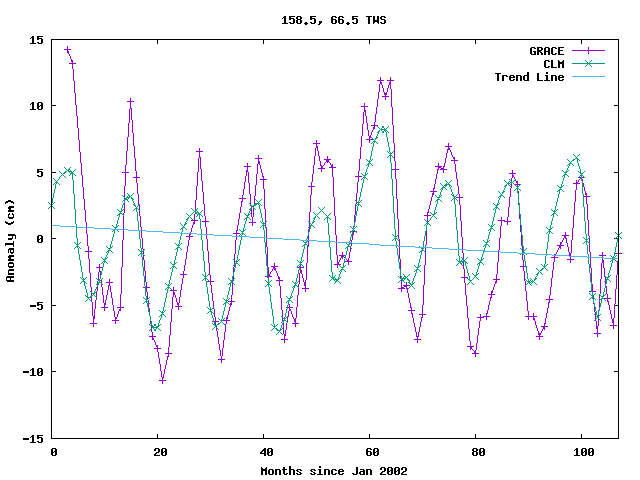 158.5, 66.5 TWS
GRACE
CLM
Trend Line
15
10
5
0
-5
-10
-15
Anomaly (cm)
0 20 40 60 80 100
Months since Jan 2002